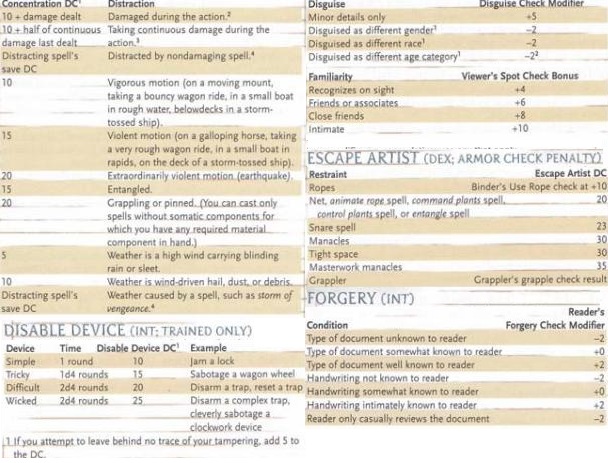 Concentration DC¹ Distraction
10 + damage dealt Damaged during the action.²
10 + half of continuous Taking continuous damage during the
damage last dealt action.³
Distracting spell's Distracted by nondamaging spell.⁴
save DC
10 Vigorous motion (on a moving mount,
taking a bouncy wagon ride, in a small boat
in rough water, belowdecks in a storm-
tossed ship).
15 Violent motion (on a galloping horse, taking
a very rough wagon ride, in a small boat in
rapids, on the deck of a storm-tossed ship).
20 Extraordinarily violent motion (earthquake).
15 Entangled.
20 Grappling or pinned. (You can cast only
spells without somatic components for
which you have any required material
component in hand.)
5 Weather is a high wind carrying blinding
rain or sleet.
10 Weather is wind-driven hail, dust, or debris.
Distracting spell's Weather caused by a spell, such as storm of
save DC vengeance.⁴
DISABLE DEVICE (INT; TRAINED ONLY)
Device Time Disable Device DC¹ Example
Simple 1 round 10 Jam a lock
Tricky 1d4 rounds 15 Sabotage a wagon wheel
Difficult 2d4 rounds 20 Disarm a trap, reset a trap
Wicked 2d4 rounds 25 Disarm a complex trap,
cleverly sabotage a
clockwork device
1 If you attempt to leave behind no trace of your tampering, add 5 to
the DC.
Disguise Disguise Check Modifier
Minor details only +5
Disguised as different gender¹ –2
Disguised as different race¹ –2
Disguised as different age category¹ –2²
Familiarity Viewer's Spot Check Bonus
Recognizes on sight +4
Friends or associates +6
Close friends +8
Intimate +10
ESCAPE ARTIST (DEX; ARMOR CHECK PENALTY)
Restraint Escape Artist DC
Ropes Binder's Use Rope check at +10
Net, animate rope spell, command plants spell, 20
control plants spell, or entangle spell
Snare spell 23
Manacles 30
Tight space 30
Masterwork manacles 35
Grappler Grappler's grapple check result
FORGERY (INT)
Reader's
Condition Forgery Check Modifier
Type of document unknown to reader –2
Type of document somewhat known to reader +0
Type of document well known to reader +2
Handwriting not known to reader –2
Handwriting somewhat known to reader +0
Handwriting intimately known to reader +2
Reader only casually reviews the document –2